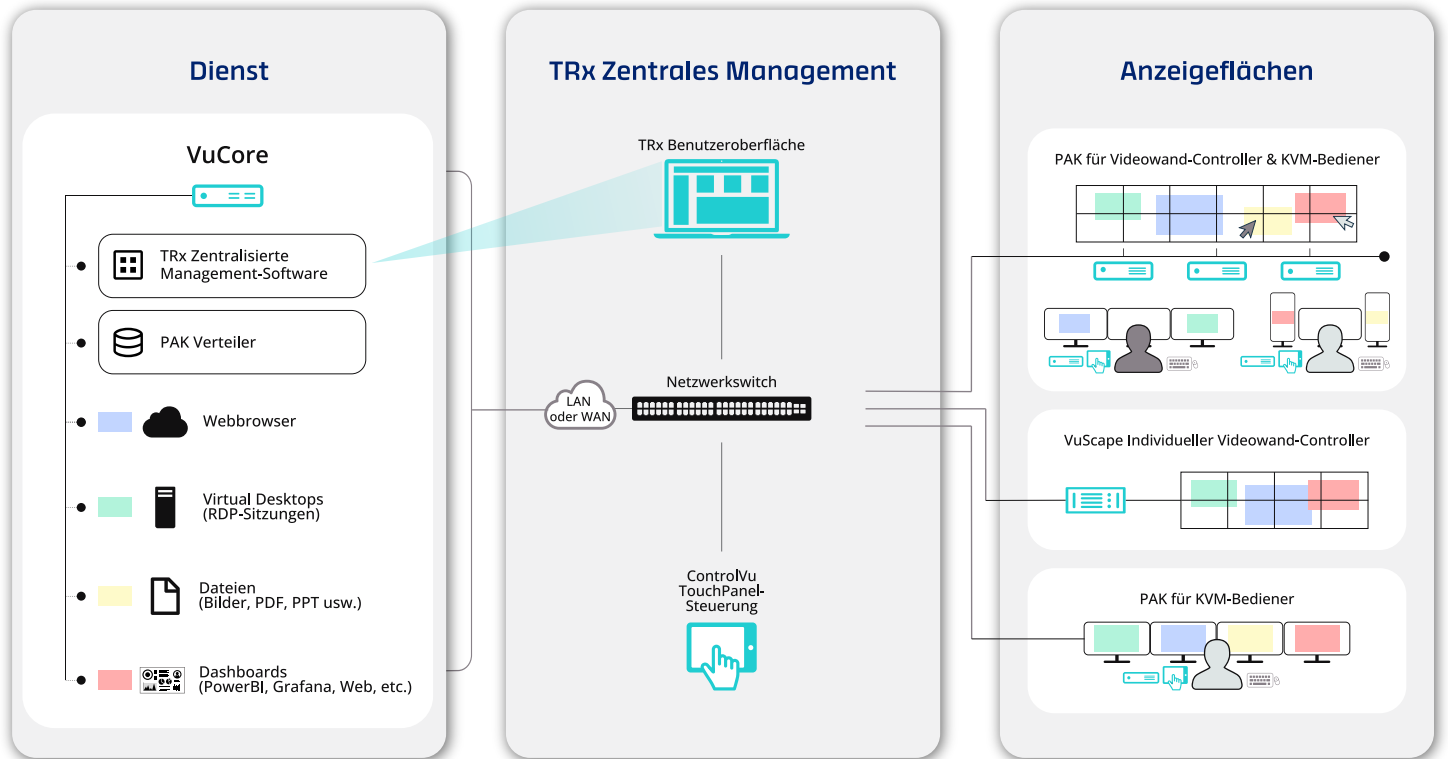 Dienst
VuCore
TRx Zentralisierte
Management-Software
PAK Verteiler
Webbrowser
Virtual Desktops
(RDP-Sitzungen)
Dateien
(Bilder, PDF, PPT usw.)
Dashboards
(PowerBI, Grafana, Web, etc.)
TRx Zentrales Management
TRx Benutzeroberfläche
Netzwerkswitch
LAN
oder WAN
ControlVu
TouchPanel-
Steuerung
Anzeigeflächen
PAK für Videowand-Controller & KVM-Bediener
VuScape Individueller Videowand-Controller
PAK für KVM-Bediener